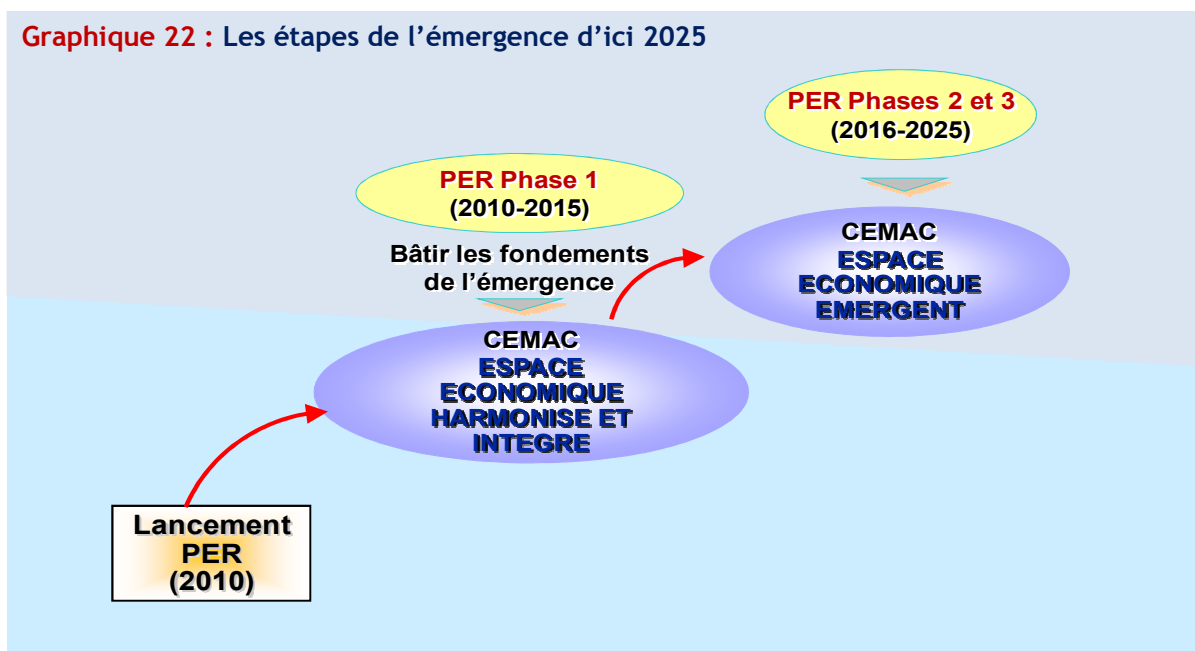 Graphique 22 : Les étapes de l’émergence d’ici 2025
PER Phases 2 et 3
(2016-2025)
PER Phase 1
(2010-2015)
Bâtir les fondements
de l’émergence
CEMAC
ESPACE
ECONOMIQUE
EMERGENT
CEMAC
ESPACE
ECONOMIQUE
HARMONISE ET
INTEGRE
Lancement
PER
(2010)